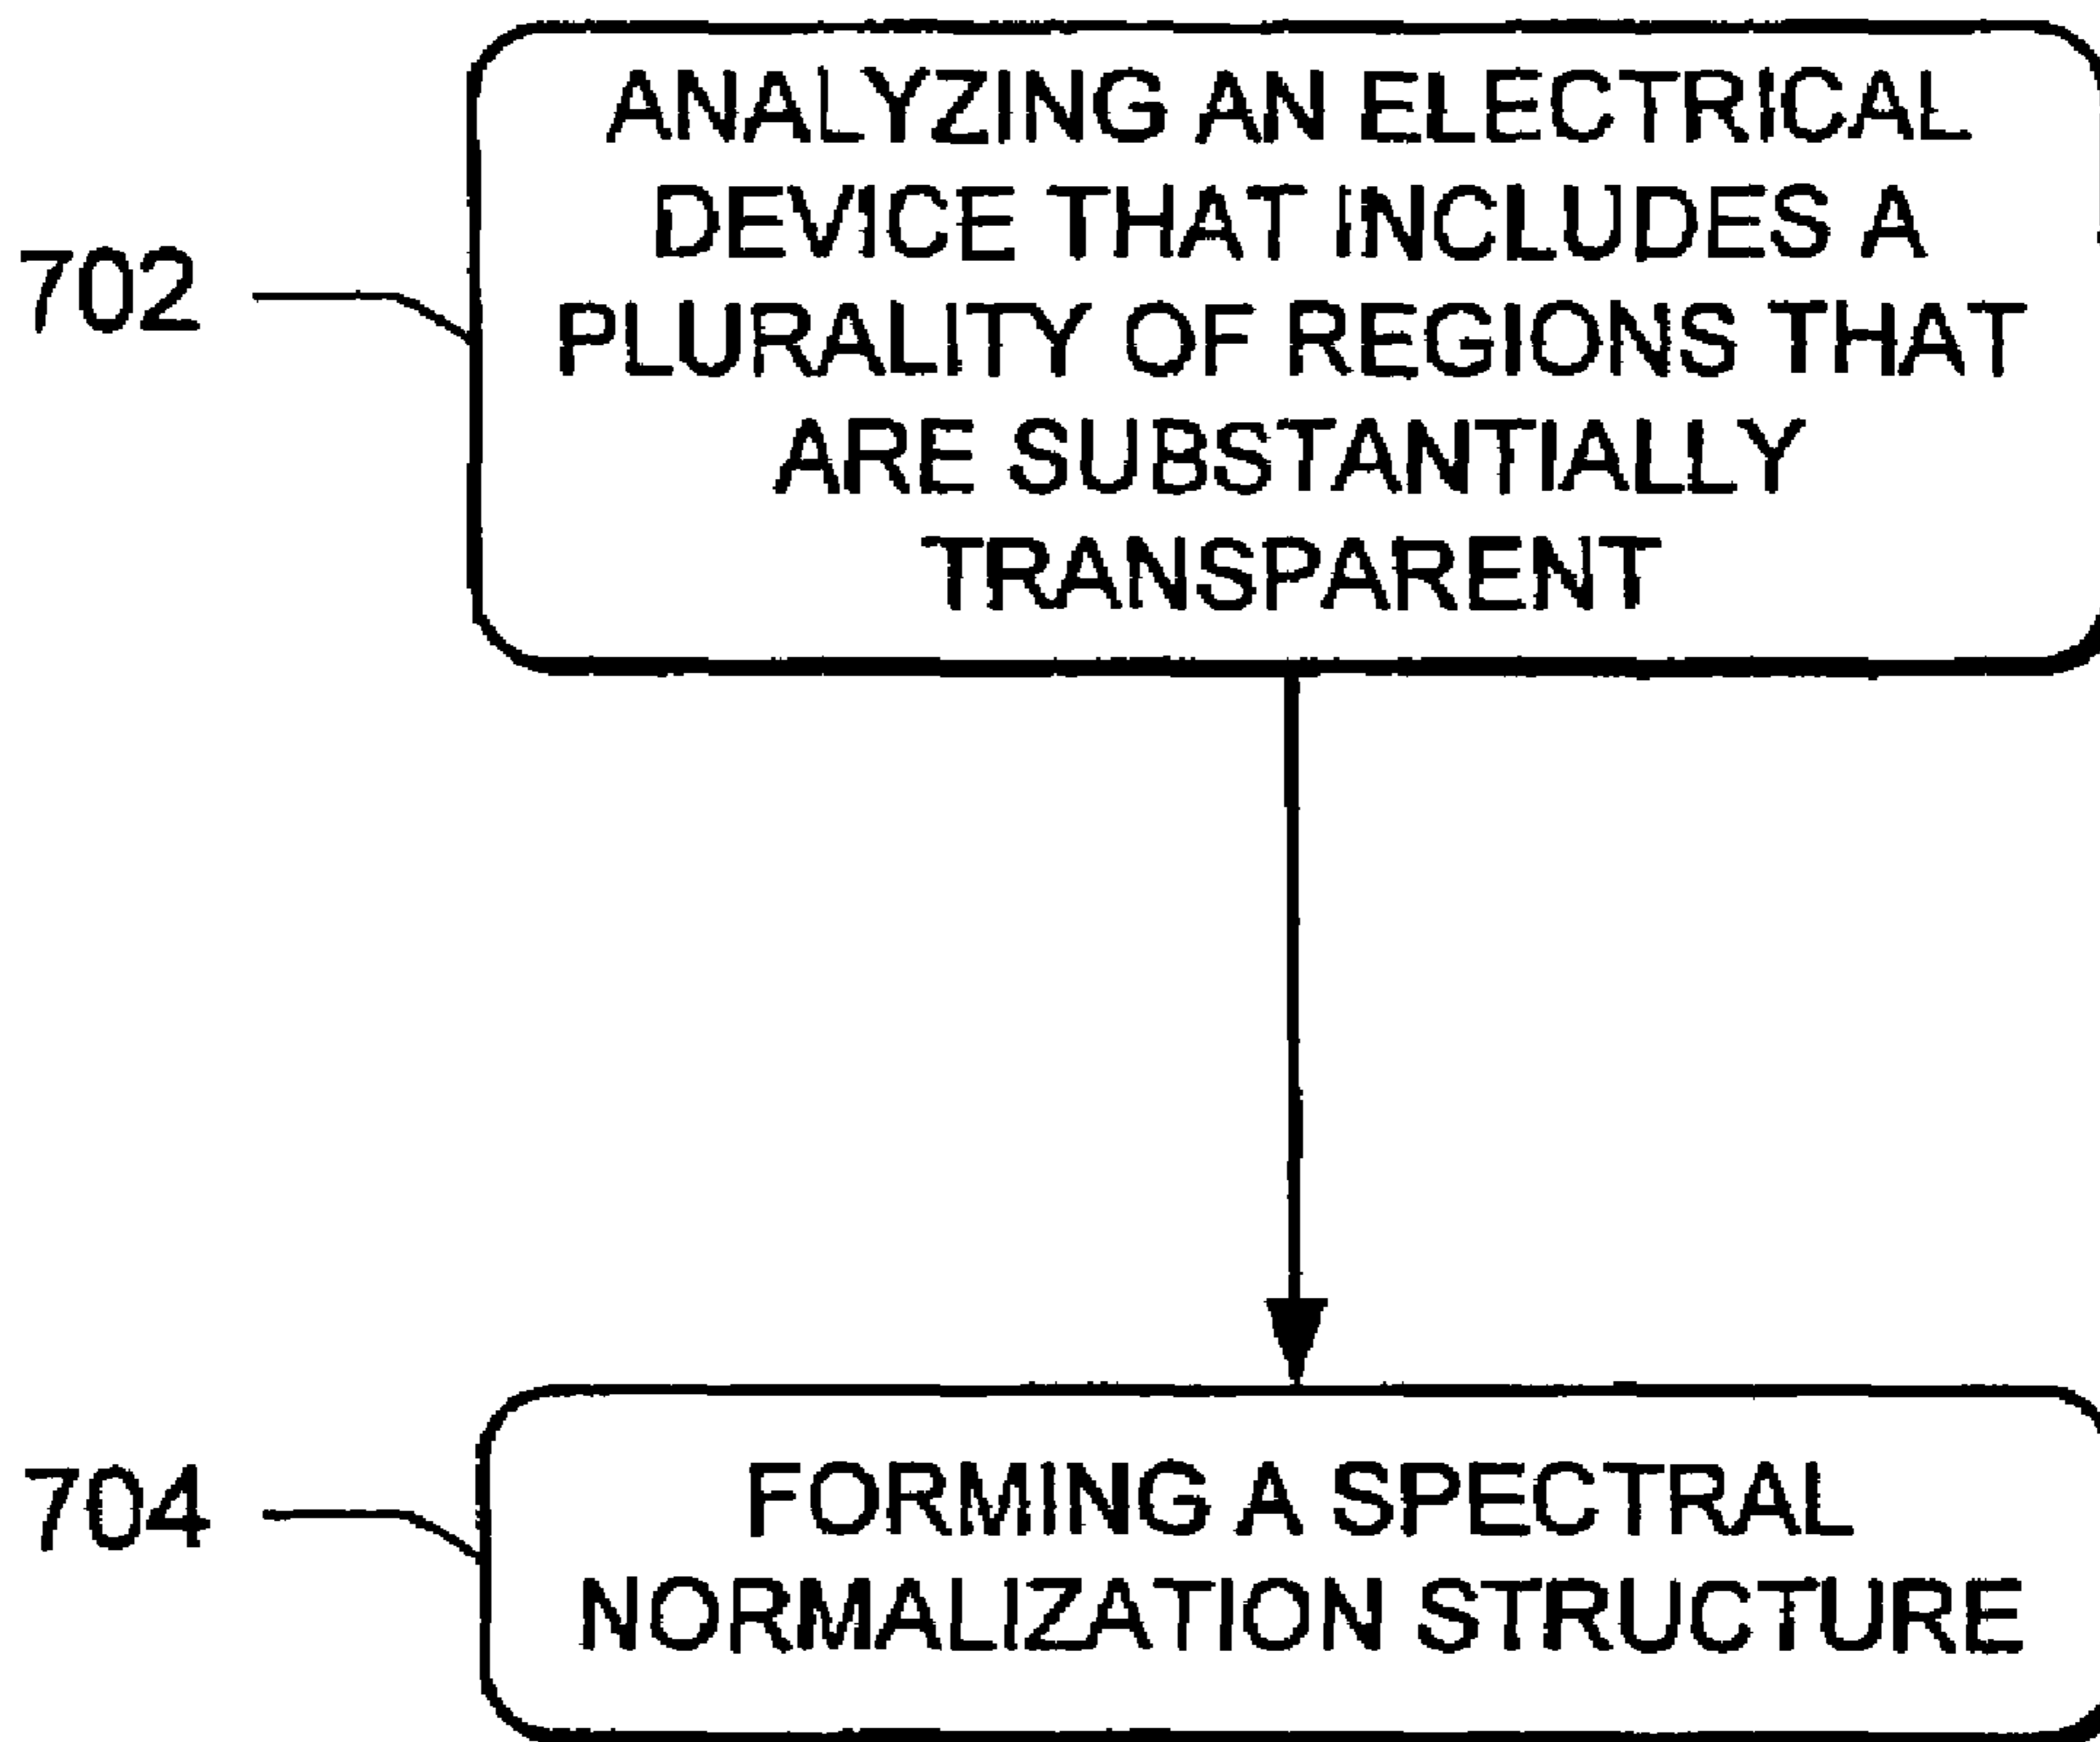 702
ANALYZING AN ELECTRICAL
DEVICE THAT INCLUDES A
PLURALITY OF REGIONS THAT
ARE SUBSTANTIALLY
TRANSPARENT
704
FORMING A SPECTRAL
NORMALIZATION STRUCTURE